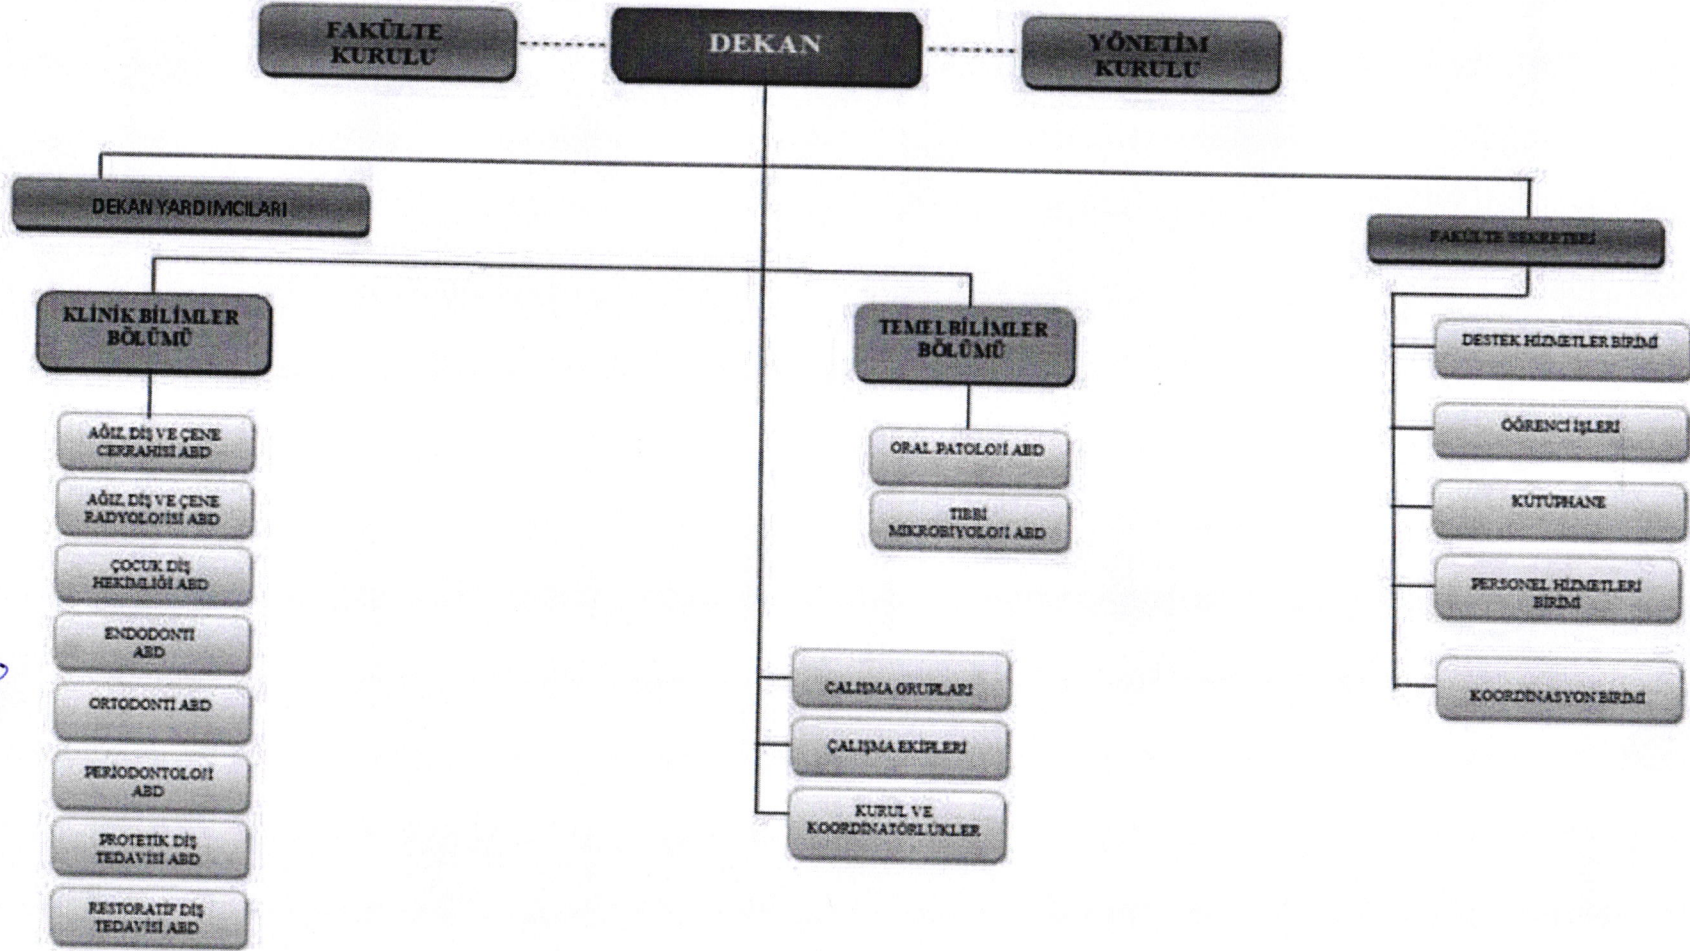 FAKÜLTE
KURULU
DEKAN
YÖNETİM
KURULU
DEKAN YARDIMCILARI
FAKÜLTE SEKRETERİ
KLİNİK BİLİMLER
BÖLÜMÜ
TEMEL BİLİMLER
BÖLÜMÜ
AĞIZ, DİŞ VE ÇENE
CERRAHİSİ ABD
AĞIZ, DİŞ VE ÇENE
RADYOLOJİSİ ABD
ÇOCUK DİŞ
HEKİMLİĞİ ABD
ENDODONTİ
ABD
ORTODONTİ ABD
PERİODONTOLOJİ
ABD
PROTETİK DİŞ
TEDAVİSİ ABD
RESTORATİF DİŞ
TEDAVİSİ ABD
ORAL PATOLOJİ ABD
TIBBİ
MİKROBİYOLOJİ ABD
ÇALIŞMA GRUPLARI
ÇALIŞMA EKİPLERİ
KURUL VE
KOORDİNATÖRLÜKLER
DESTEK HİZMETLER BİRİMİ
ÖĞRENCİ İŞLERİ
KÜTÜPHANE
PERSONEL HİZMETLERİ
BİRİMİ
KOORDİNASYON BİRİMİ